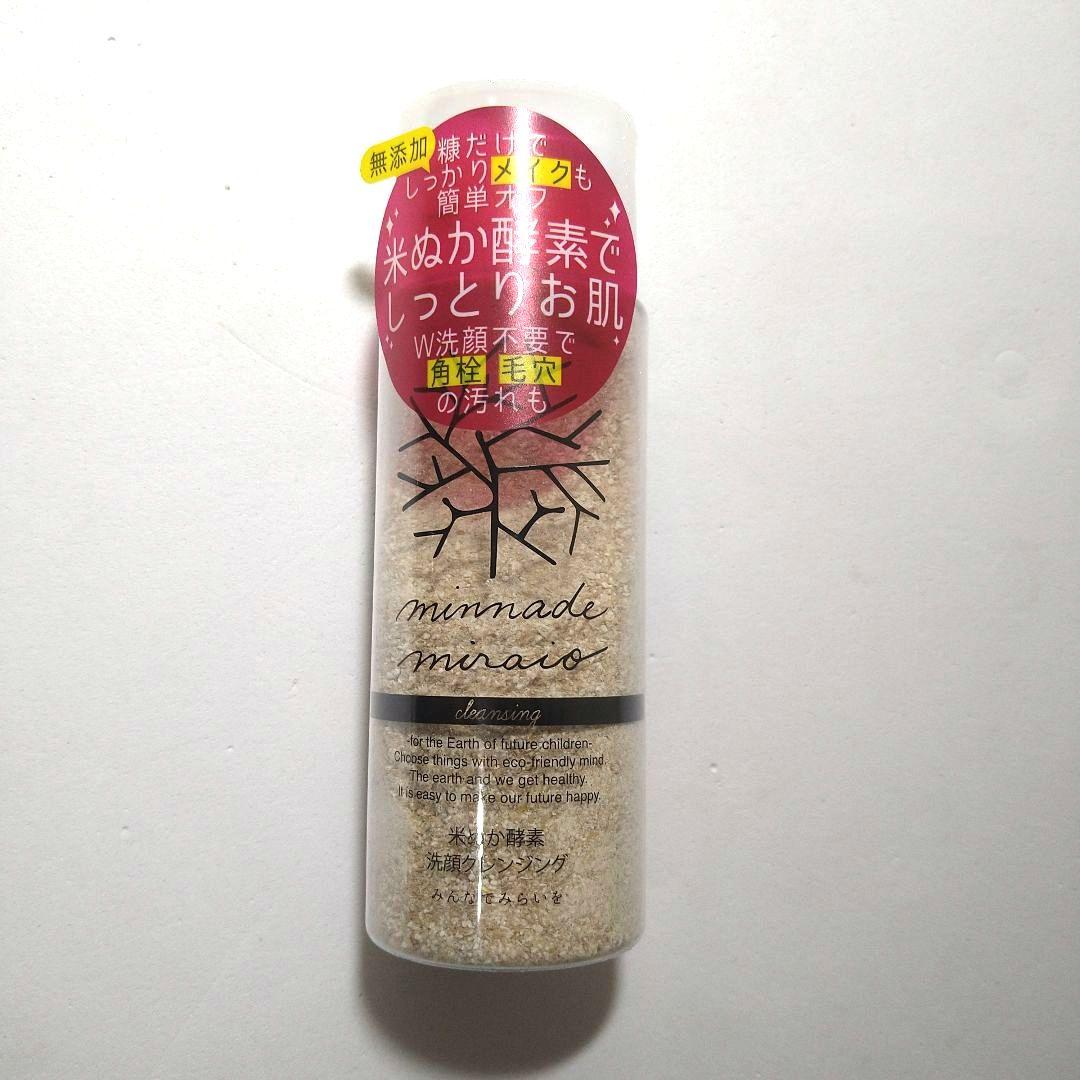 無添加
糠だけで
しっかりメイクも
簡単オフ
米ぬか酵素で
しっとりお肌
W洗顔不要で
角栓 毛穴
の汚れも
minnade
miraio
cleansing
-for the Earth of future children-
Choose things with eco-friendly mind.
The earth and we get healthy.
It is easy to make our future happy.
米ぬか酵素
洗顔クレンジング
みんなでみらいを